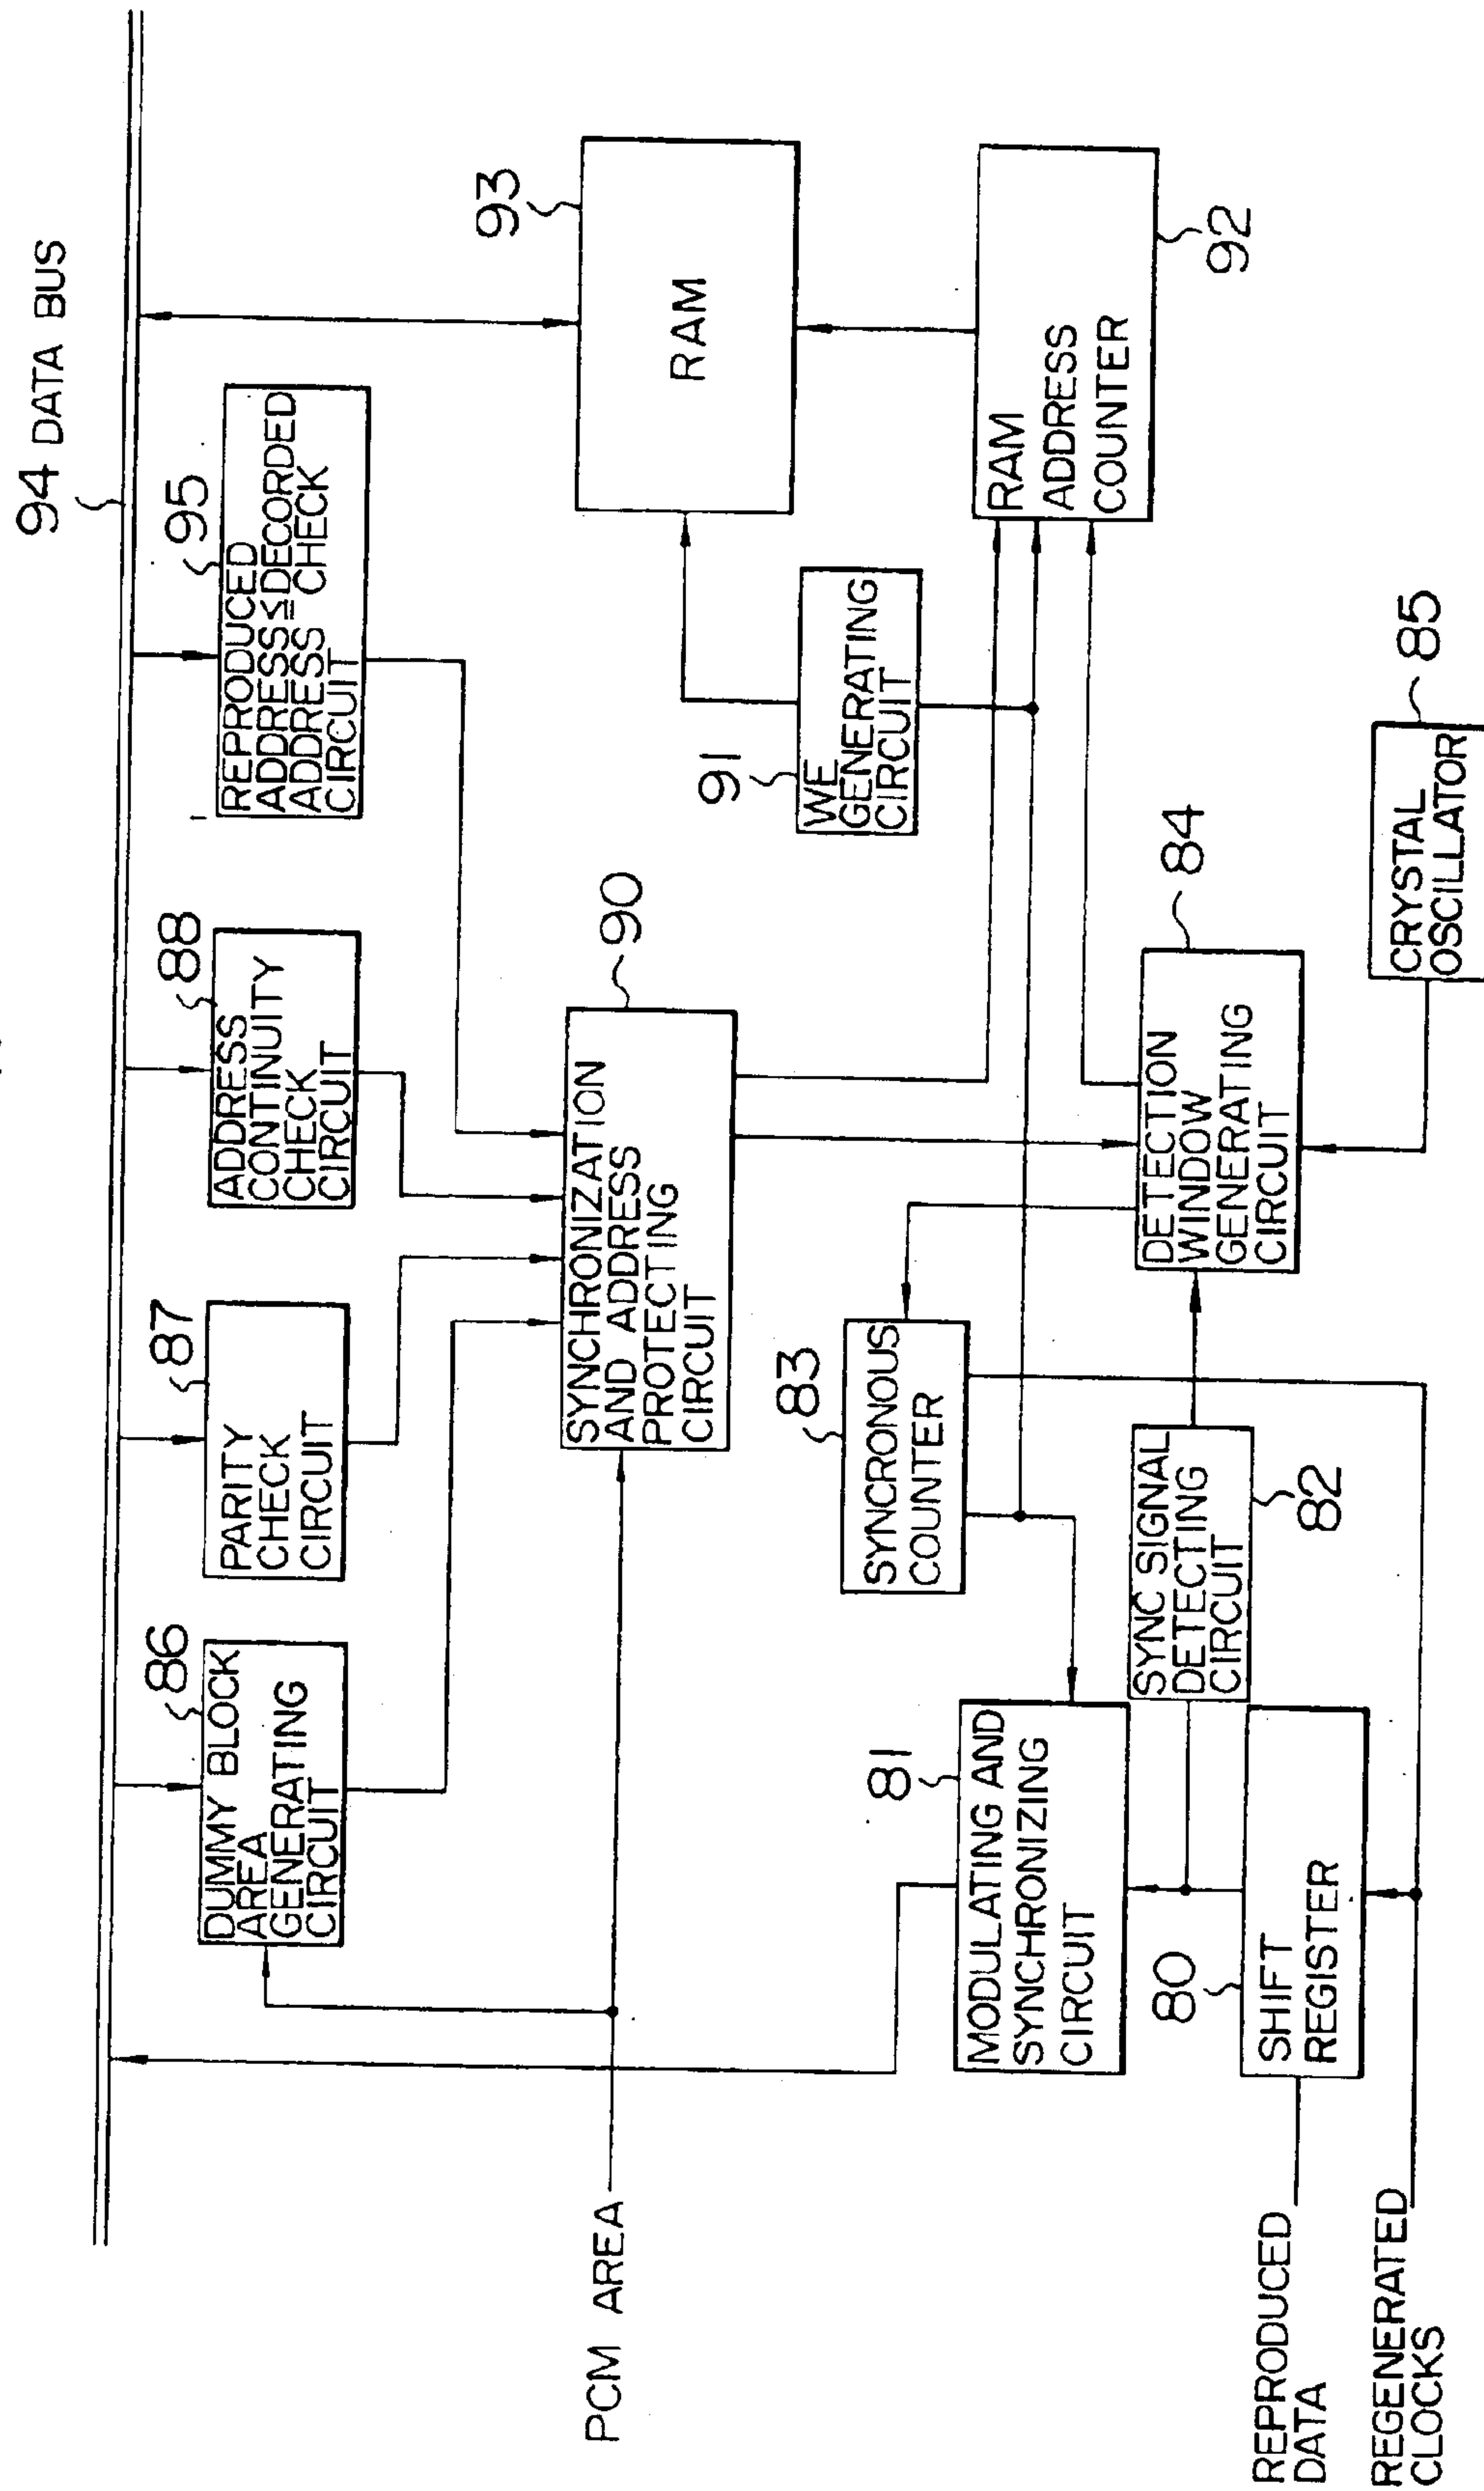 94 DATA BUS
86
DUMMY BLOCK
AREA
GENERATING
CIRCUIT
87
PARITY
CHECK
CIRCUIT
88
ADDRESS
CONTINUITY
CHECK
CIRCUIT
95
REPRODUCED
ADDRESS≦DECORDED
ADDRESS CHECK
CIRCUIT
PCM AREA
90
SYNCHRONIZATION
AND ADDRESS
PROTECTING
CIRCUIT
93
RAM
91
WE
GENERATING
CIRCUIT
83
SYNCRONOUS
COUNTER
81
MODULATING AND
SYNCHRONIZING
CIRCUIT
92
RAM
ADDRESS
COUNTER
82
SYNC SIGNAL
DETECTING
CIRCUIT
84
DETECTION
WINDOW
GENERATING
CIRCUIT
80
SHIFT
REGISTER
85
CRYSTAL
OSCILLATOR
REPRODUCED
DATA
REGENERATED
CLOCKS